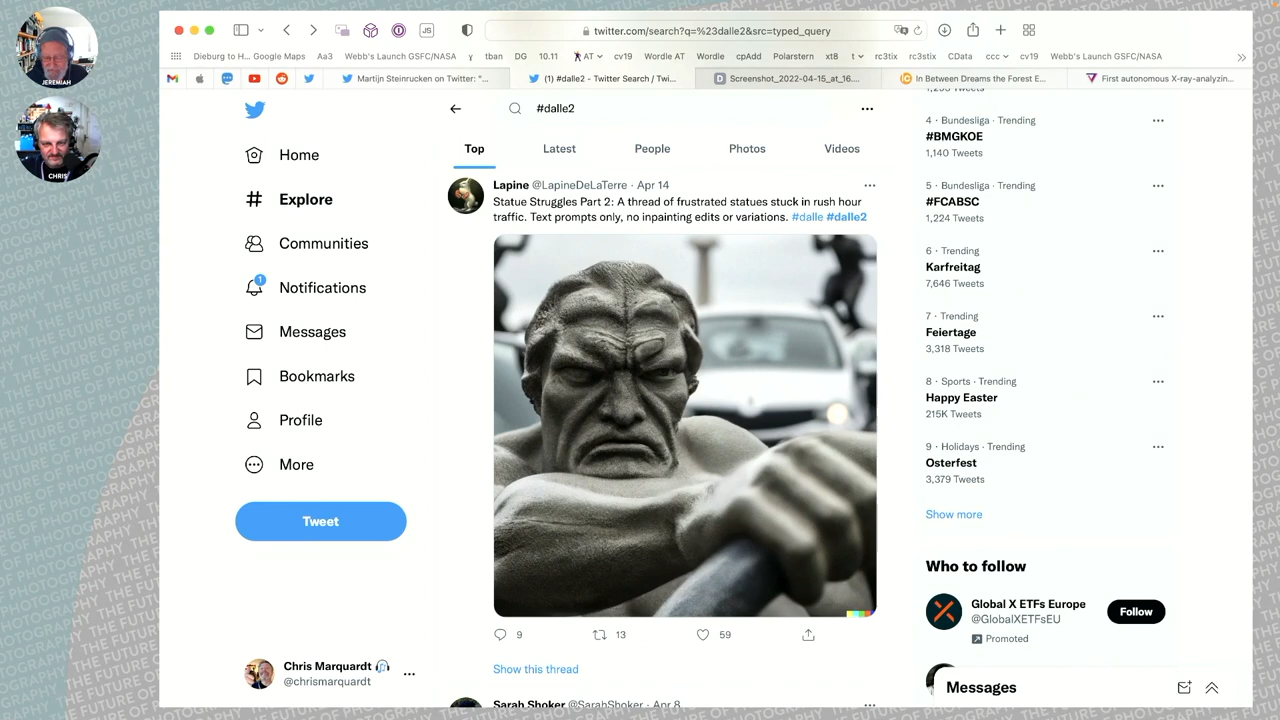 JEREMIAH
CHRIS
JS
twitter.com/search?q=%23dalle2&src=typed_query
Dieburg to H... Google Maps
Aa3
Webb's Launch GSFC/NASA
tban
DG
10.11
AT
cv19
Wordle AT
Wordle
cpAdd
Polarstern
xt8
t
rc3tix
rc3stix
CData
ccc
cv19
Webb's Launch GSFC/NASA
Martijn Steinrucken on Twitter: "...
(1) #dalle2 - Twitter Search / Twi...
Screenshot_2022-04-15_at_16....
In Between Dreams the Forest E...
First autonomous X-ray-analyzin...
Home
Explore
Communities
1
Notifications
Messages
Bookmarks
Profile
More
Tweet
Chris Marquardt
@chrismarquardt
#dalle2
Top
Latest
People
Photos
Videos
Lapine @LapineDeLaTerre · Apr 14
Statue Struggles Part 2: A thread of frustrated statues stuck in rush hour
traffic. Text prompts only, no inpainting edits or variations. #dalle #dalle2
9
13
59
Show this thread
Sarah Shoker @SarahShoker · Apr 8
4 · Bundesliga · Trending
#BMGKOE
1,140 Tweets
5 · Bundesliga · Trending
#FCABSC
1,224 Tweets
6 · Trending
Karfreitag
7,646 Tweets
7 · Trending
Feiertage
3,318 Tweets
8 · Sports · Trending
Happy Easter
215K Tweets
9 · Holidays · Trending
Osterfest
3,379 Tweets
Show more
Who to follow
Global X ETFs Europe
@GlobalXETFsEU
Follow
Promoted
Messages